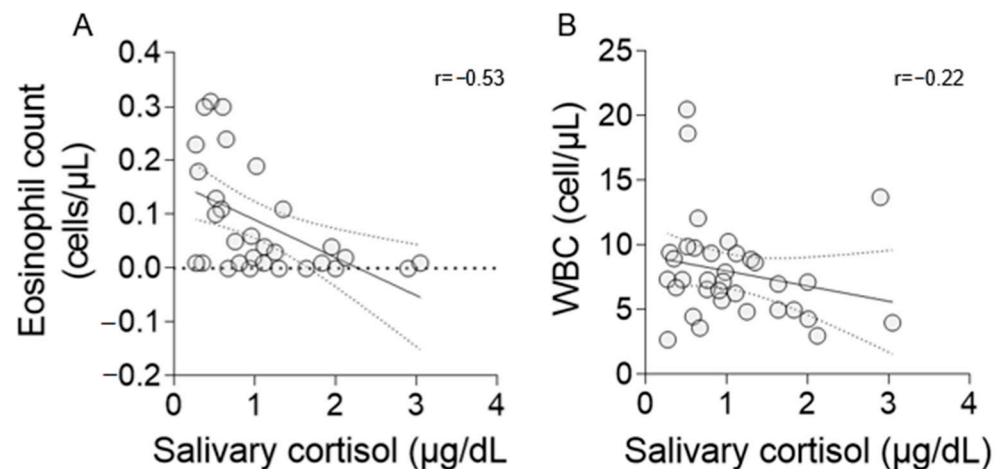 A
B
r=−0.53
r=−0.22
Eosinophil count
(cells/µL)
0.4
0.3
0.2
0.1
0.0
−0.1
−0.2
0 1 2 3 4
Salivary cortisol (µg/dL
WBC (cell/µL)
25
20
15
10
5
0
0 1 2 3 4
Salivary cortisol (µg/dL)